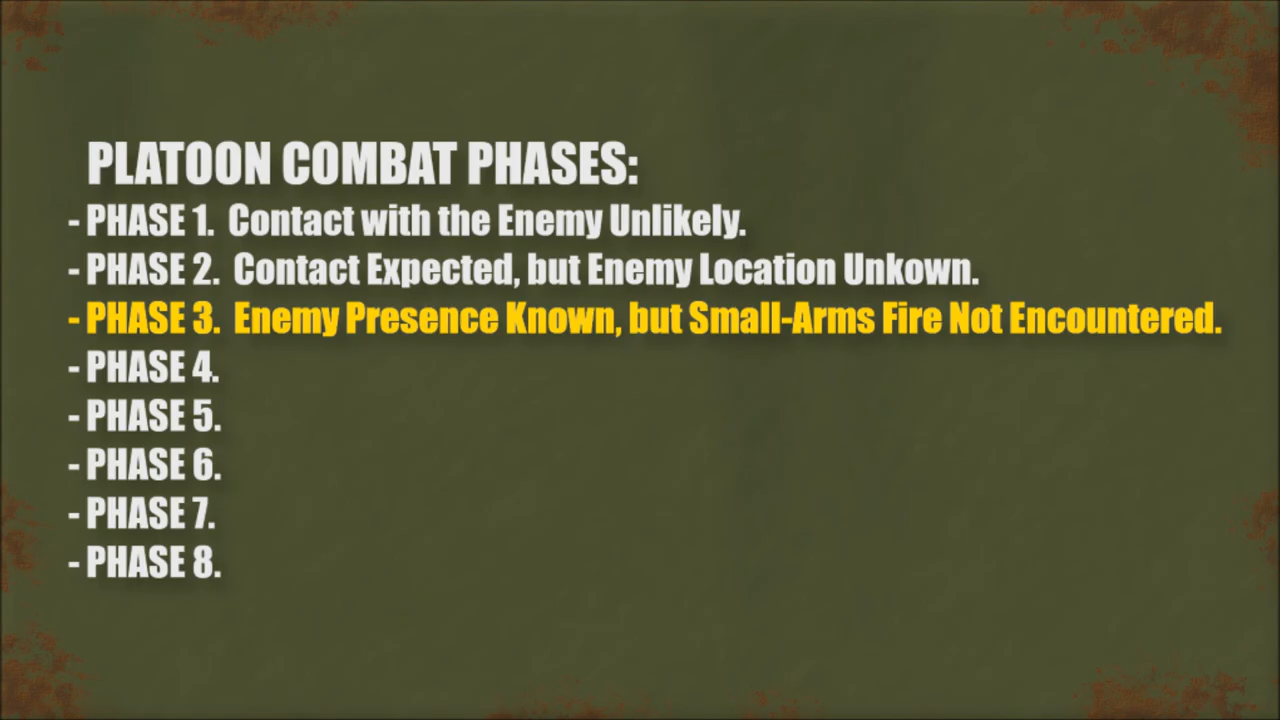 PLATOON COMBAT PHASES:
- PHASE 1. Contact with the Enemy Unlikely.
- PHASE 2. Contact Expected, but Enemy Location Unkown.
- PHASE 3. Enemy Presence Known, but Small-Arms Fire Not Encountered.
- PHASE 4.
- PHASE 5.
- PHASE 6.
- PHASE 7.
- PHASE 8.